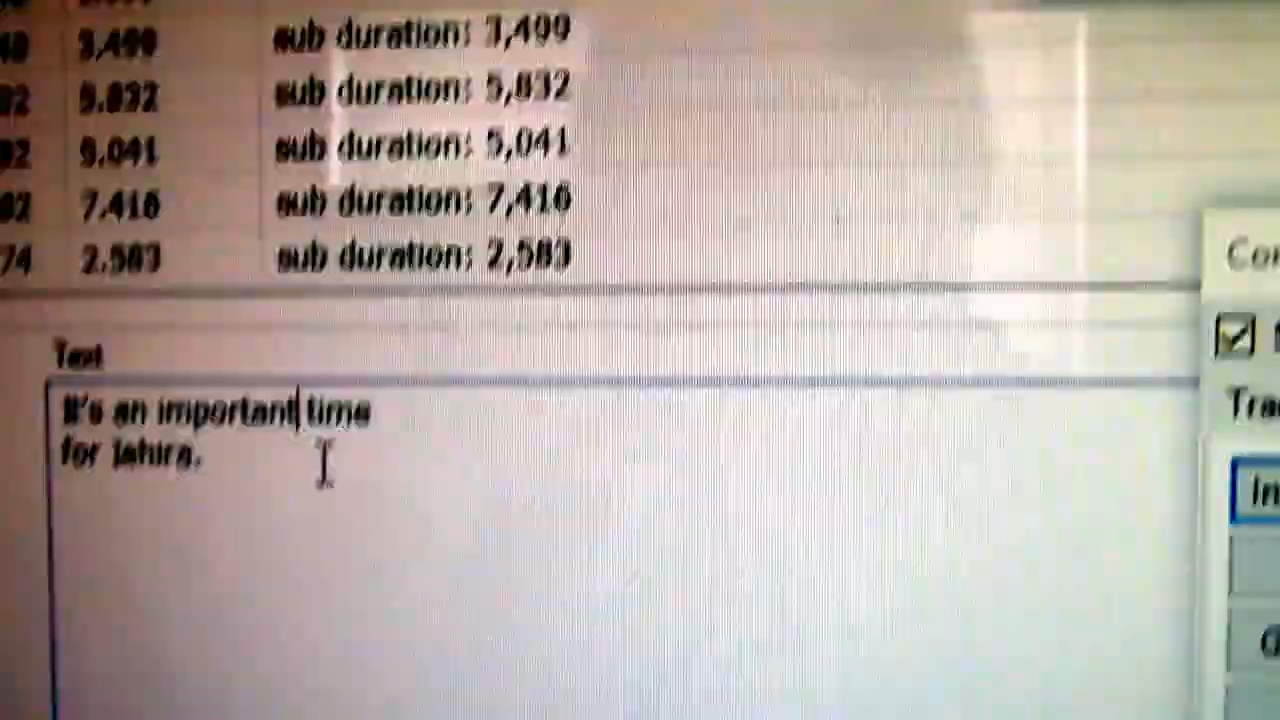 3.499 sub duration: 3,499
5.832 sub duration: 5,832
5.041 sub duration: 5,041
7.416 sub duration: 7,416
74 2.583 sub duration: 2,583
Text
It's an important time
for